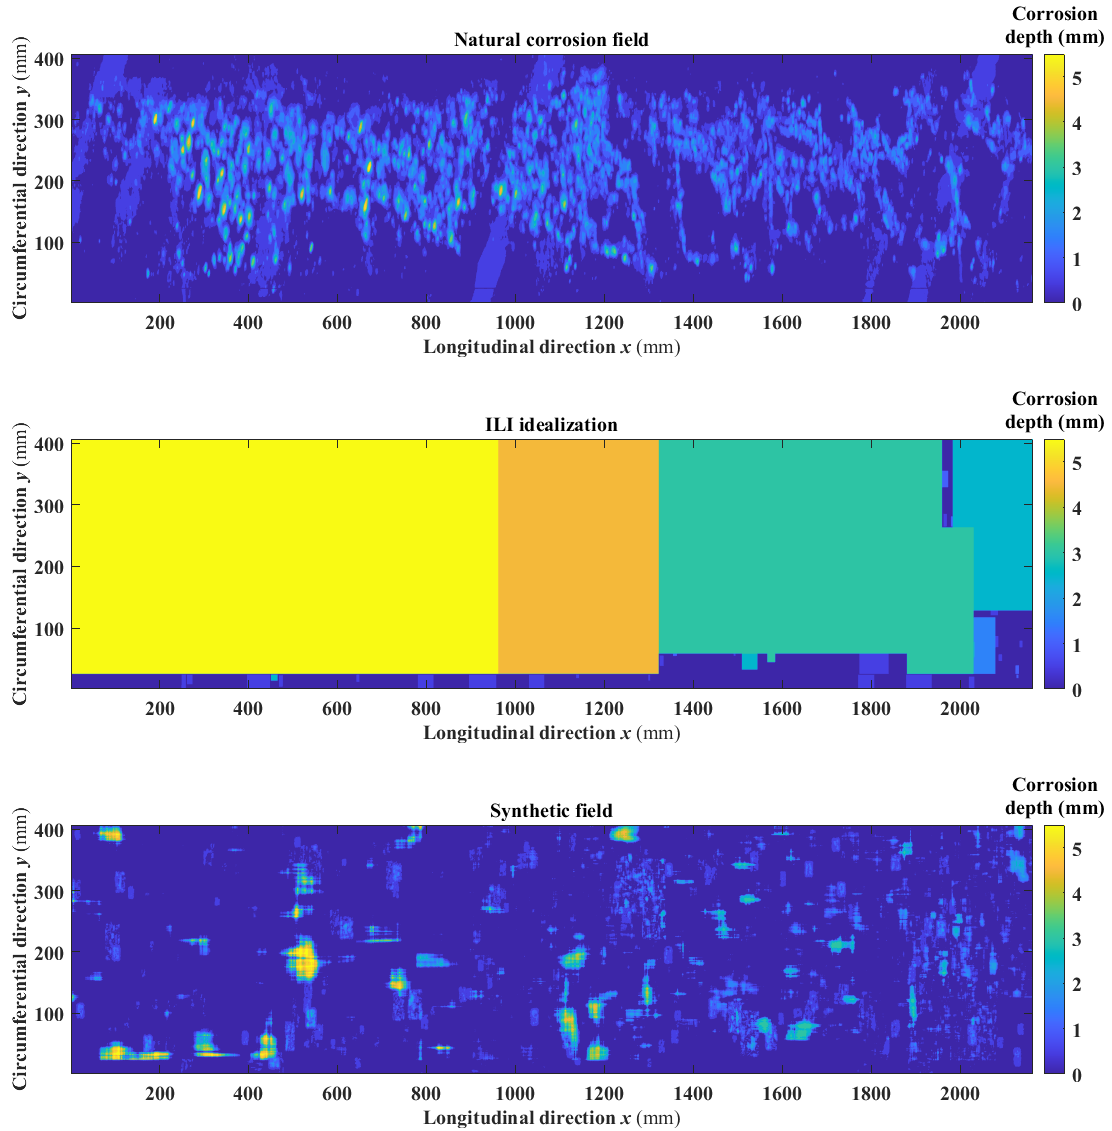 Corrosion
depth (mm)
Natural corrosion field
400
300
200
100
Circumferential direction y (mm)
5
4
3
2
1
0
200 400 600 800 1000 1200 1400 1600 1800 2000
Longitudinal direction x (mm)
Corrosion
depth (mm)
ILI idealization
400
300
200
100
Circumferential direction y (mm)
5
4
3
2
1
0
200 400 600 800 1000 1200 1400 1600 1800 2000
Longitudinal direction x (mm)
Corrosion
depth (mm)
Synthetic field
400
300
200
100
Circumferential direction y (mm)
5
4
3
2
1
0
200 400 600 800 1000 1200 1400 1600 1800 2000
Longitudinal direction x (mm)